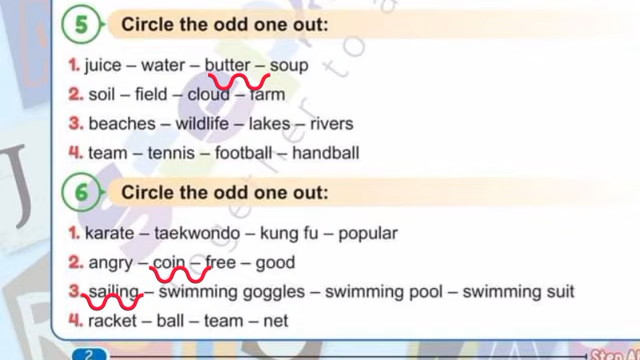 5 Circle the odd one out:
1. juice – water – butter – soup
2. soil – field – cloud – farm
3. beaches – wildlife – lakes – rivers
4. team – tennis – football – handball
6 Circle the odd one out:
1. karate – taekwondo – kung fu – popular
2. angry – coin – free – good
3. sailing – swimming goggles – swimming pool – swimming suit
4. racket – ball – team – net
2 Step A